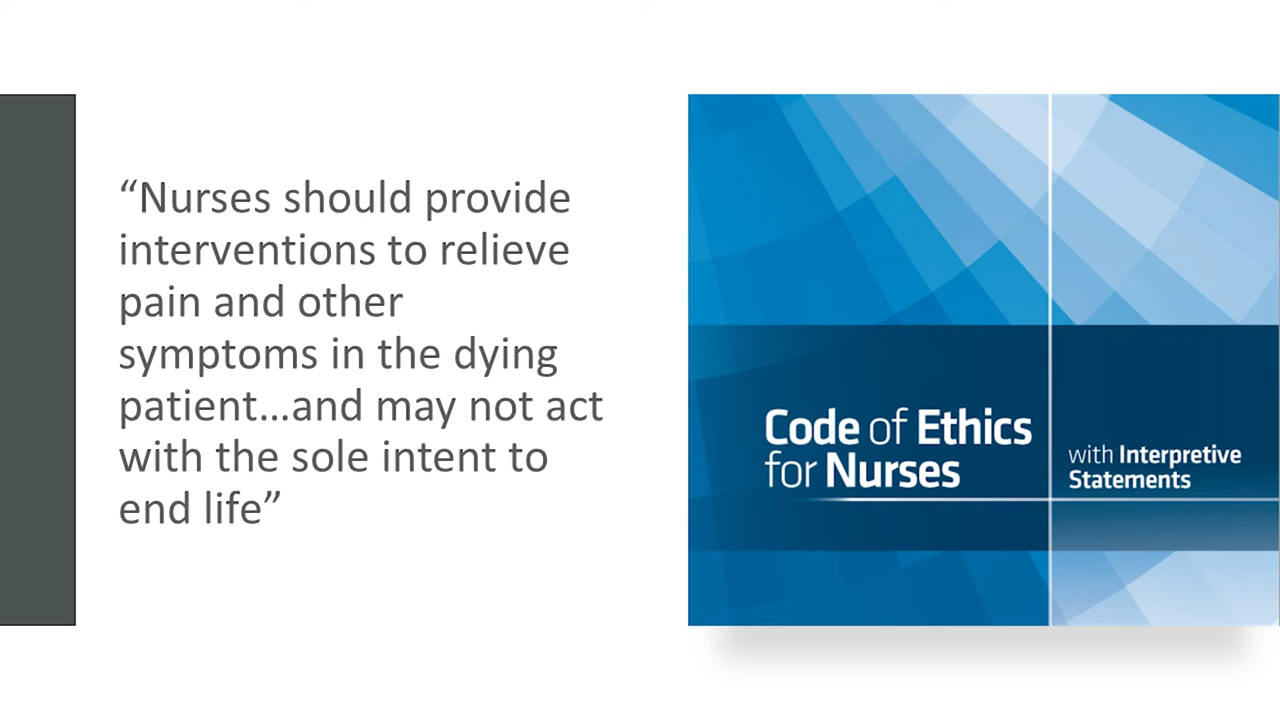 “Nurses should provide
interventions to relieve
pain and other
symptoms in the dying
patient…and may not act
with the sole intent to
end life”
Code of Ethics
for Nurses
with Interpretive
Statements